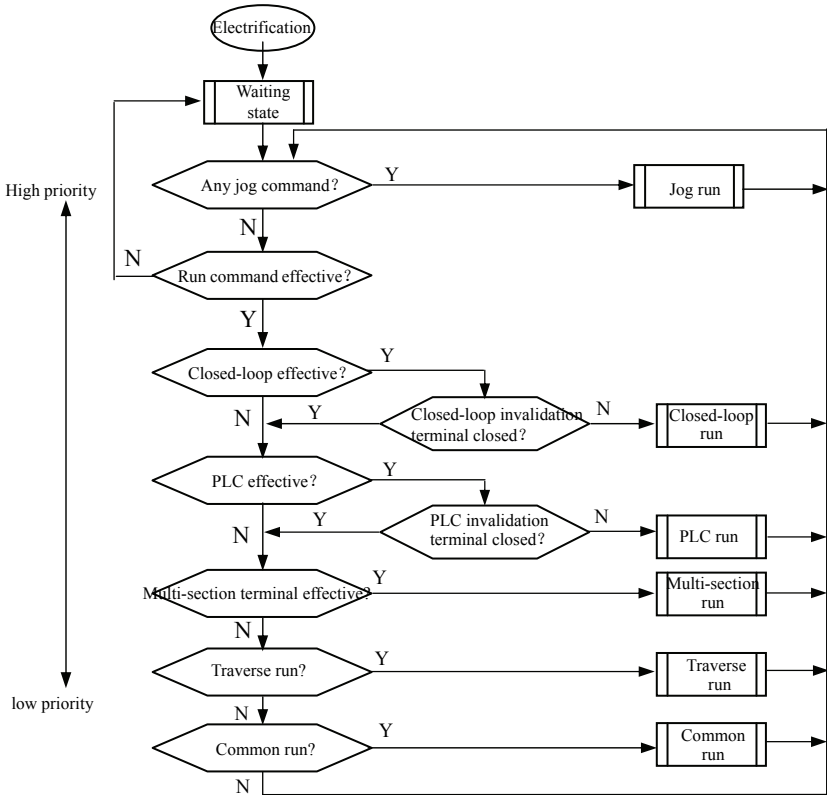 Electrification
Waiting
state
Any jog command?
Y
Jog run
High priority
N
N
Run command effective?
Y
Closed-loop effective?
Y
N
Y
Closed-loop invalidation
terminal closed?
N
Closed-loop
run
PLC effective?
Y
N
Y
PLC invalidation
terminal closed?
N
PLC run
Multi-section terminal effective?
Y
Multi-section
run
N
Traverse run?
Y
Traverse
run
low priority
N
Common run?
Y
Common
run
N